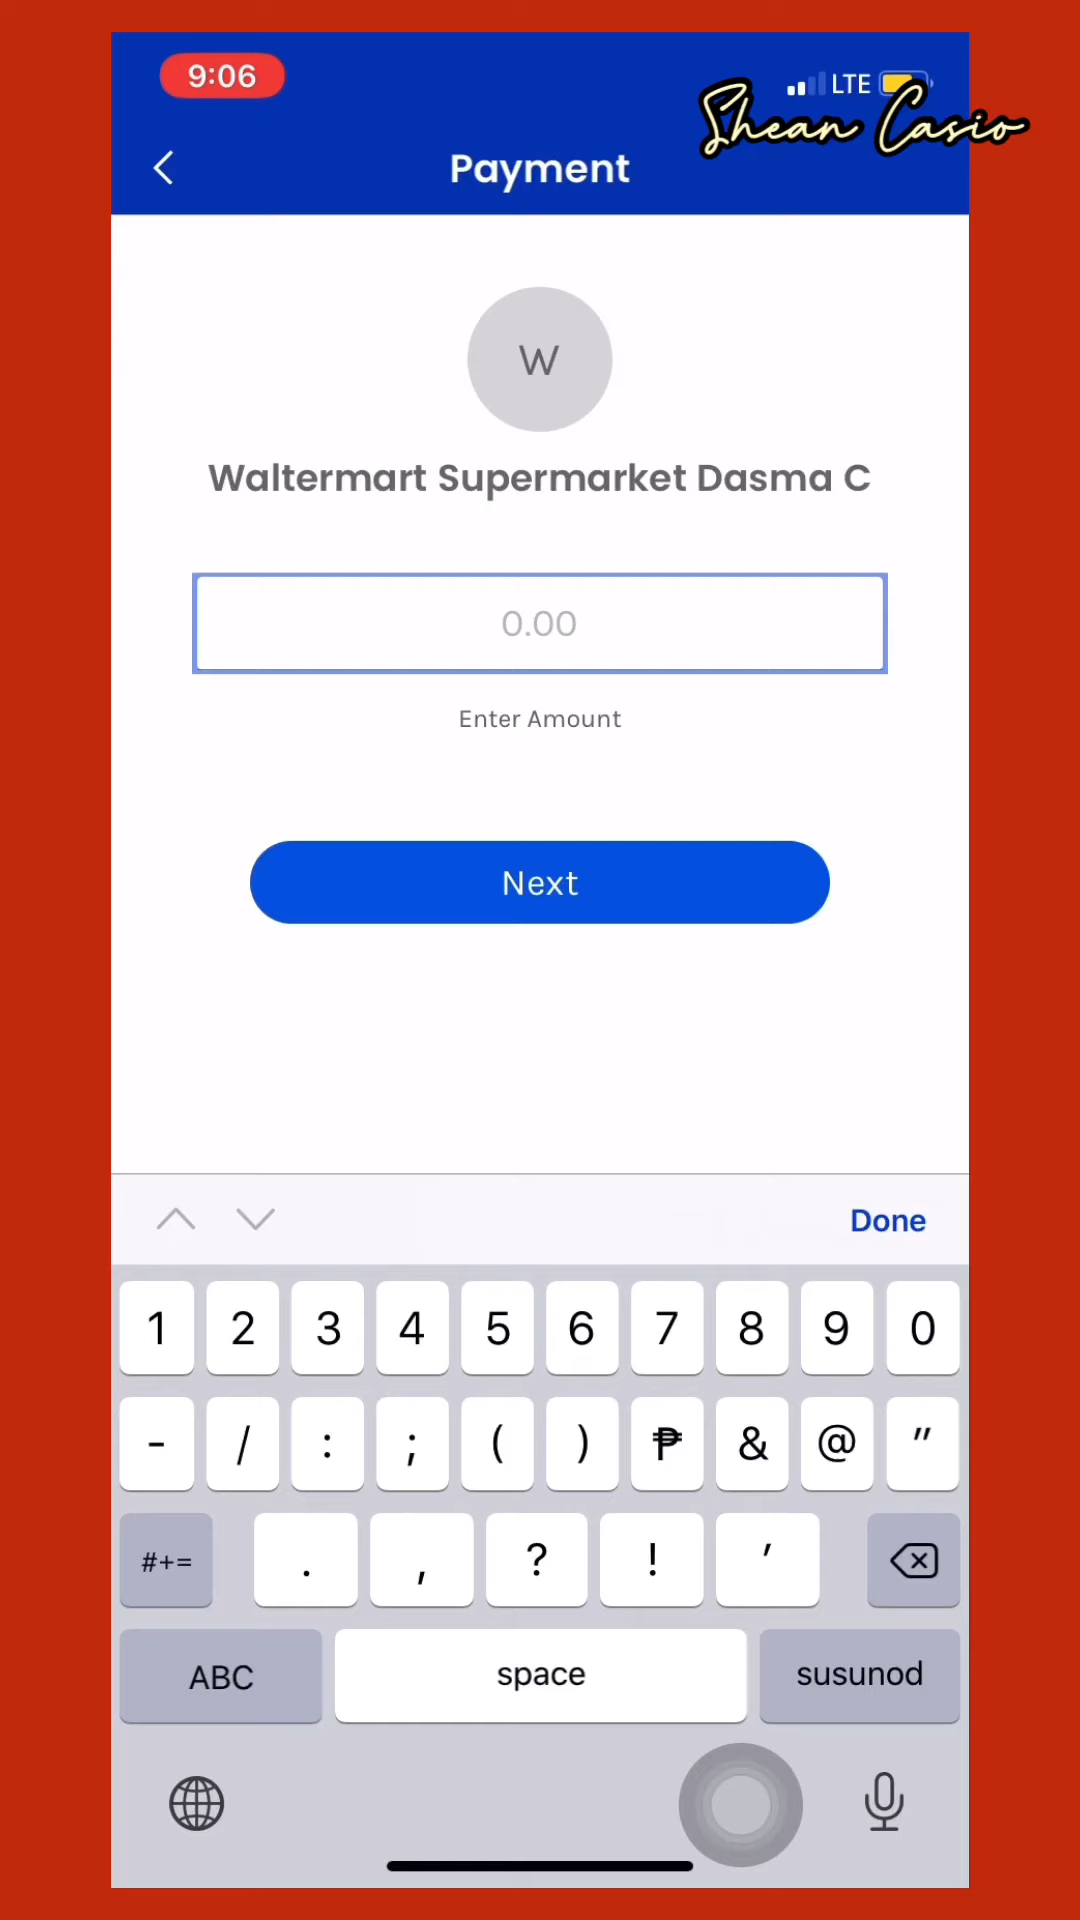 9:06
LTE
Shean Casio
Payment
W
Waltermart Supermarket Dasma C
0.00
Enter Amount
Next
Done
1 2 3 4 5 6 7 8 9 0
- / : ; ( ) ₱ & @ "
#+= . , ? ! '
ABC space susunod